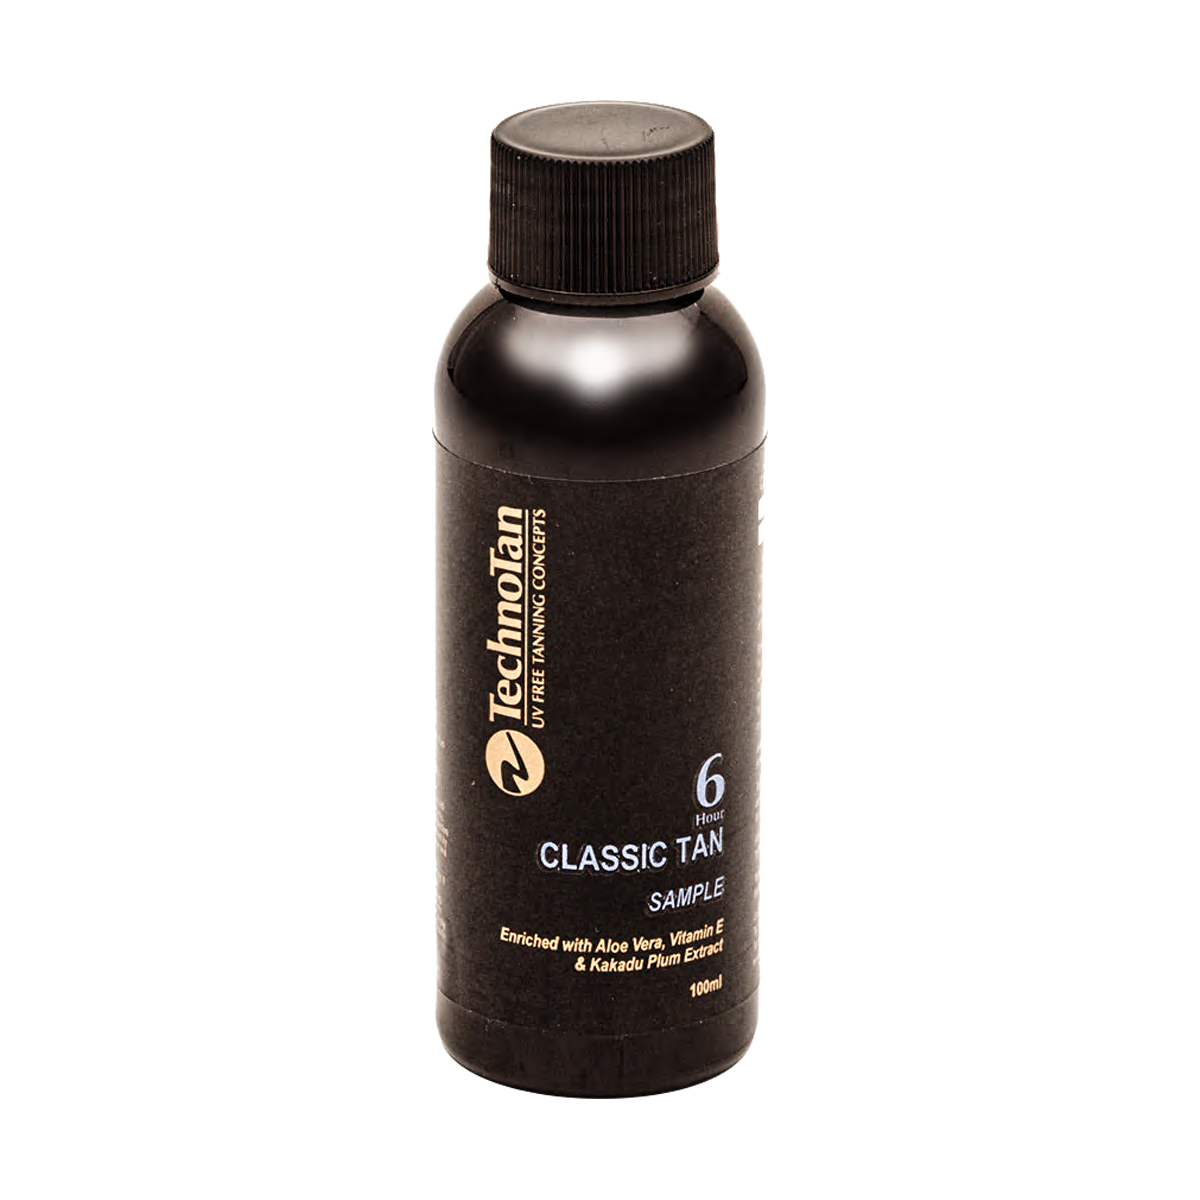 TechnoTan
UV FREE TANNING CONCEPTS
6
Hour
CLASSIC TAN
SAMPLE
Enriched with Aloe Vera, Vitamin E
& Kakadu Plum Extract
100ml